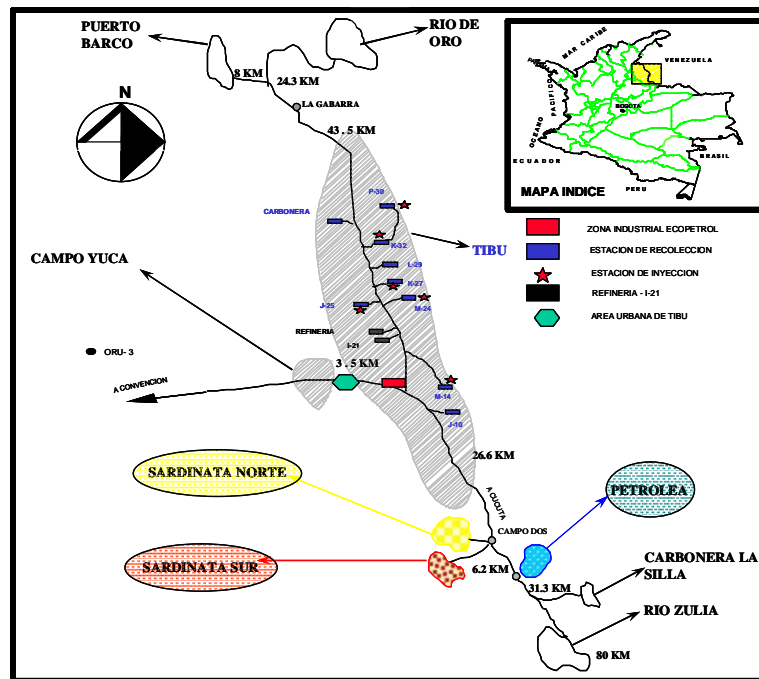 PUERTO
BARCO
RIO DE
ORO
8 KM
24.3 KM
LA GABARRA
N
43.5 KM
P-30
CARBONERA
K-32
TIBU
L-29
K-27
J-25
M-24
CAMPO YUCA
REFINERIA
I-21
ORU- 3
3.5 KM
A CONVENCION
M-14
J-10
26.6 KM
SARDINATA NORTE
A CUCUTA
PETROLEA
CAMPO DOS
SARDINATA SUR
6.2 KM
31.3 KM
CARBONERA LA
SILLA
RIO ZULIA
80 KM
MAR CARIBE
VENEZUELA
OCEANO
PACIFICO
BOGOTA
BRASIL
ECUADOR
PERU
MAPA INDICE
ZONA INDUSTRIAL ECOPETROL
ESTACION DE RECOLECCION
ESTACION DE INYECCION
REFINERIA - I-21
AREA URBANA DE TIBU